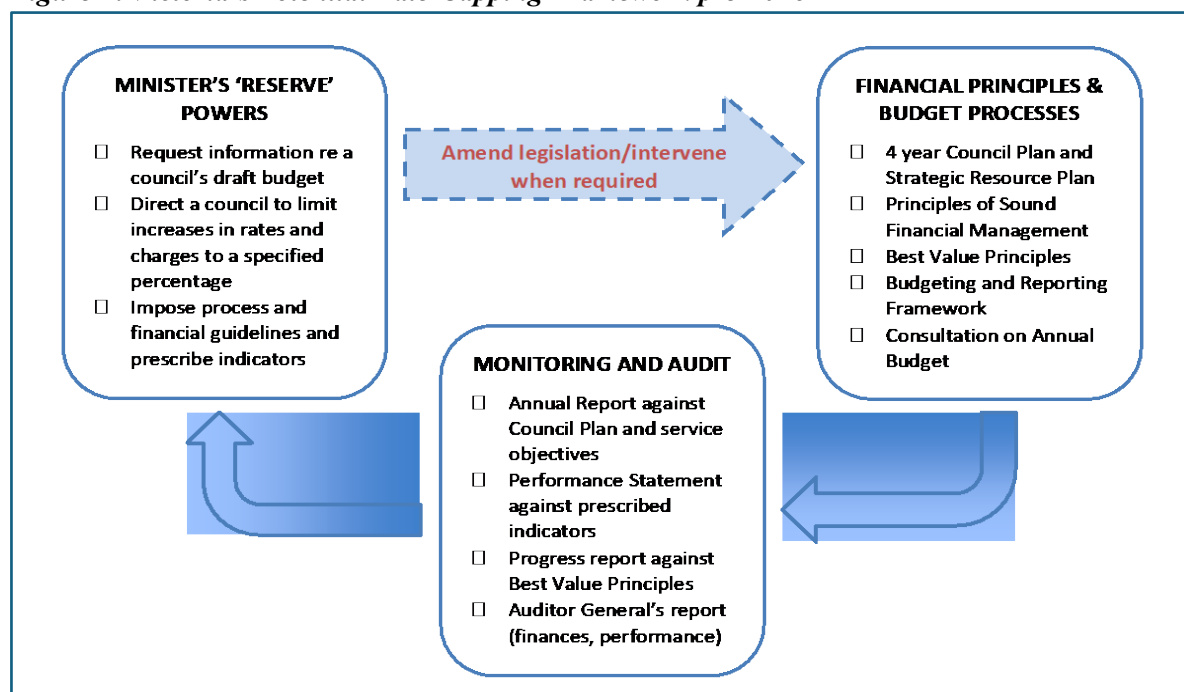 MINISTER'S 'RESERVE'
POWERS
☐ Request information re a
council's draft budget
☐ Direct a council to limit
increases in rates and
charges to a specified
percentage
☐ Impose process and
financial guidelines and
prescribe indicators
Amend legislation/intervene
when required
FINANCIAL PRINCIPLES &
BUDGET PROCESSES
☐ 4 year Council Plan and
Strategic Resource Plan
☐ Principles of Sound
Financial Management
☐ Best Value Principles
☐ Budgeting and Reporting
Framework
☐ Consultation on Annual
Budget
MONITORING AND AUDIT
☐ Annual Report against
Council Plan and service
objectives
☐ Performance Statement
against prescribed
indicators
☐ Progress report against
Best Value Principles
☐ Auditor General's report
(finances, performance)